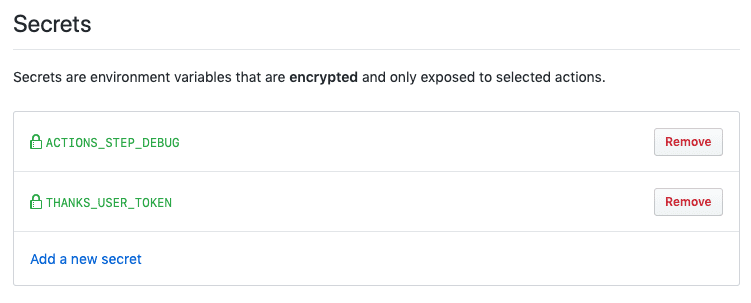 Secrets
Secrets are environment variables that are encrypted and only exposed to selected actions.
ACTIONS_STEP_DEBUG Remove
THANKS_USER_TOKEN Remove
Add a new secret